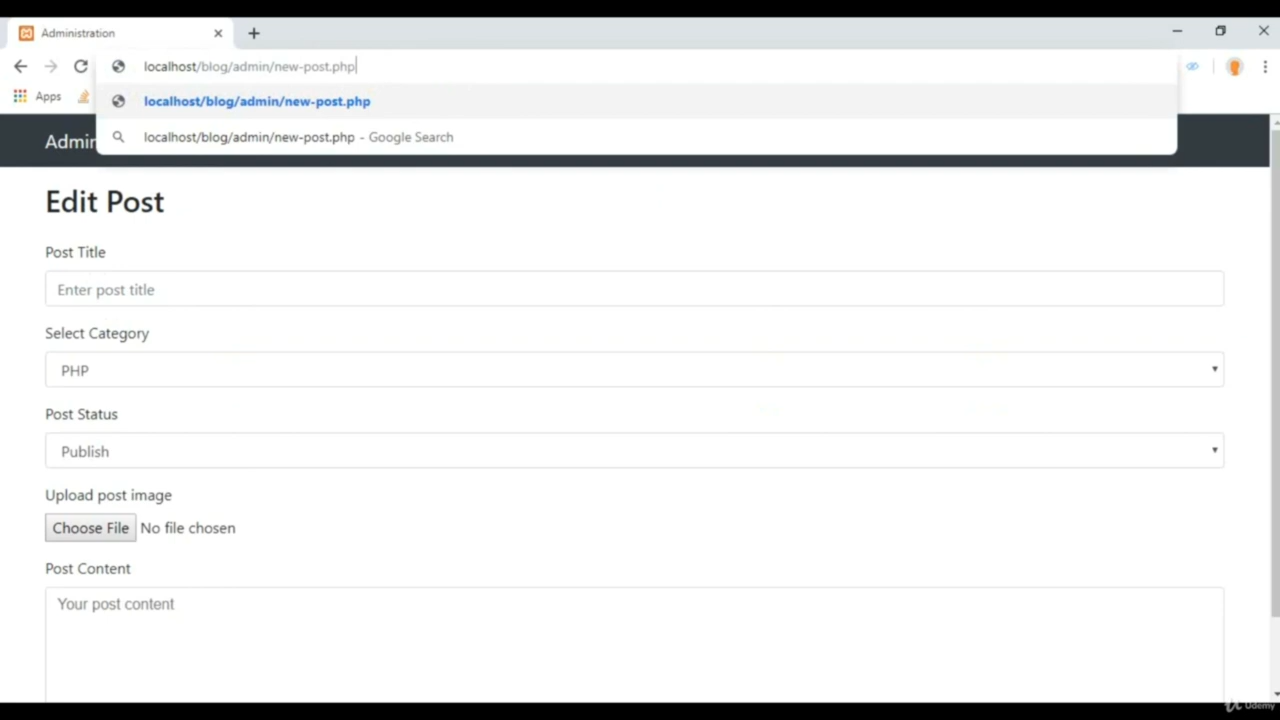 Administration
localhost/blog/admin/new-post.php
Apps
localhost/blog/admin/new-post.php
localhost/blog/admin/new-post.php - Google Search
Admin
Edit Post
Post Title
Enter post title
Select Category
PHP
Post Status
Publish
Upload post image
Choose File No file chosen
Post Content
Your post content
Udemy